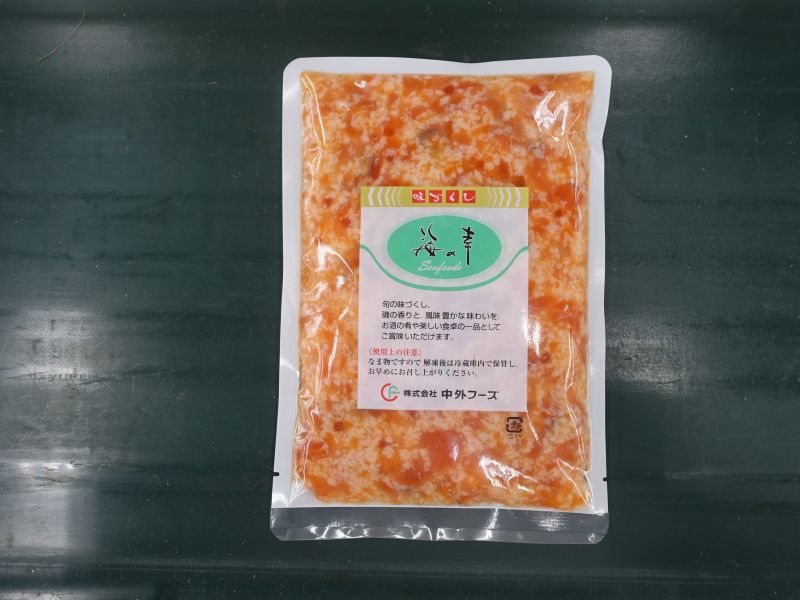 味づくし
海の幸
Seafoods
旬の味づくし、
磯の香りと、風味豊かな味わいを、
お酒の肴や楽しい食卓の一品として
ご賞味いただけます。
〈使用上の注意〉
なま物ですので解凍後は冷蔵庫内で保管し、
お早めにお召し上がりください。
株式会社 中外フーズ
プラ